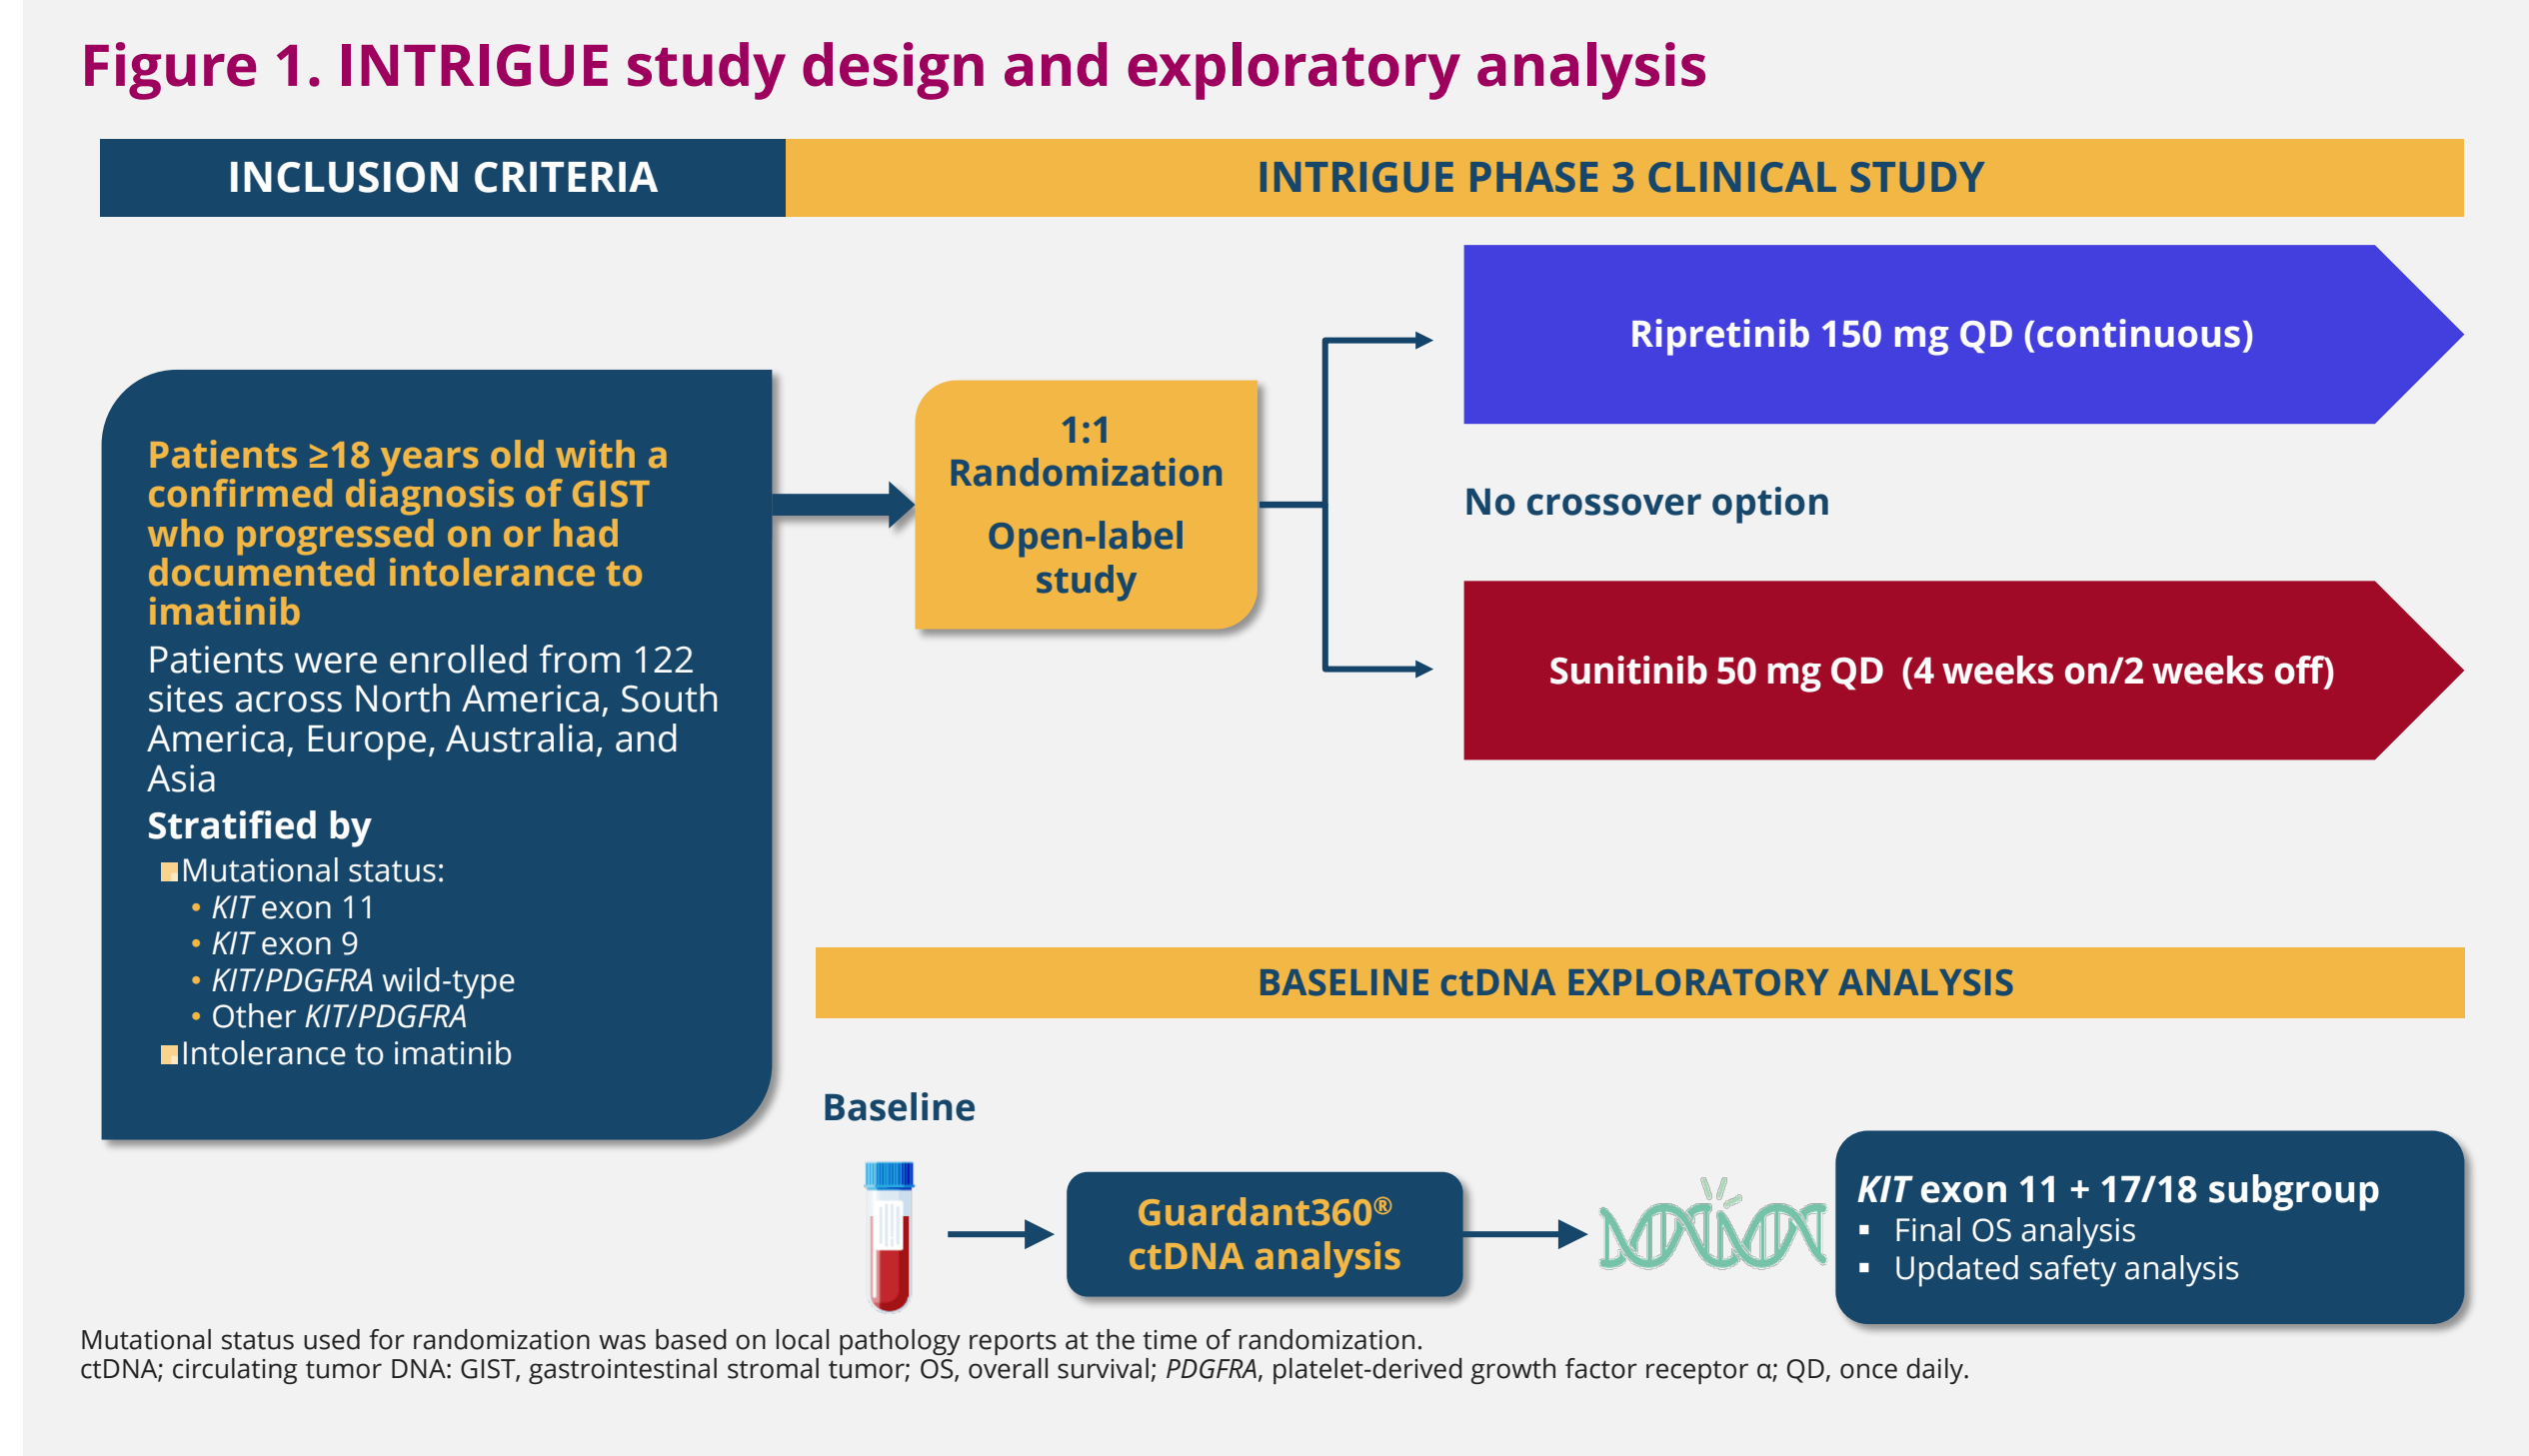 Figure 1. INTRIGUE study design and exploratory analysis
INCLUSION CRITERIA
INTRIGUE PHASE 3 CLINICAL STUDY
Patients ≥18 years old with a
confirmed diagnosis of GIST
who progressed on or had
documented intolerance to
imatinib
Patients were enrolled from 122
sites across North America, South
America, Europe, Australia, and
Asia
Stratified by
Mutational status:
• KIT exon 11
• KIT exon 9
• KIT/PDGFRA wild-type
• Other KIT/PDGFRA
Intolerance to imatinib
1:1
Randomization
Open-label
study
Ripretinib 150 mg QD (continuous)
No crossover option
Sunitinib 50 mg QD (4 weeks on/2 weeks off)
BASELINE ctDNA EXPLORATORY ANALYSIS
Baseline
Guardant360®
ctDNA analysis
KIT exon 11 + 17/18 subgroup
▪ Final OS analysis
▪ Updated safety analysis
Mutational status used for randomization was based on local pathology reports at the time of randomization.
ctDNA; circulating tumor DNA: GIST, gastrointestinal stromal tumor; OS, overall survival; PDGFRA, platelet-derived growth factor receptor α; QD, once daily.